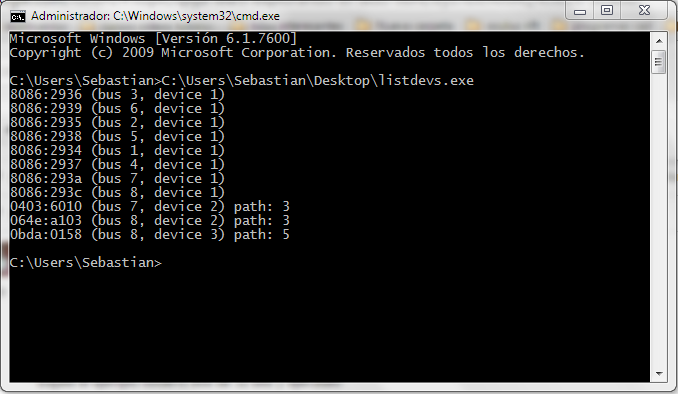 Administrador: C:\Windows\system32\cmd.exe
Microsoft Windows [Versión 6.1.7600]
Copyright (c) 2009 Microsoft Corporation. Reservados todos los derechos.
C:\Users\Sebastian>C:\Users\Sebastian\Desktop\listdevs.exe
8086:2936 (bus 3, device 1)
8086:2939 (bus 6, device 1)
8086:2935 (bus 2, device 1)
8086:2938 (bus 5, device 1)
8086:2934 (bus 1, device 1)
8086:2937 (bus 4, device 1)
8086:293a (bus 7, device 1)
8086:293c (bus 8, device 1)
0403:6010 (bus 7, device 2) path: 3
064e:a103 (bus 8, device 2) path: 3
0bda:0158 (bus 8, device 3) path: 5
C:\Users\Sebastian>